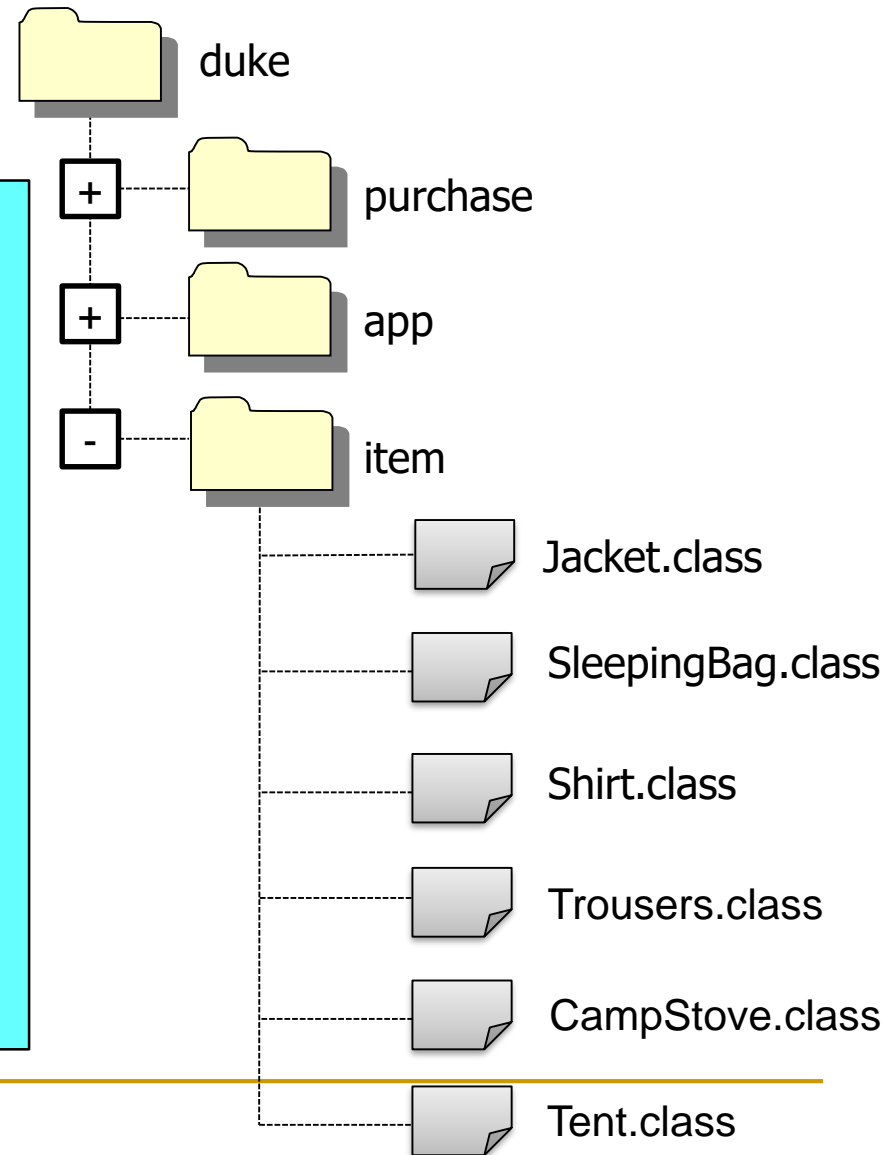 duke
+ purchase
+ app
- item
Jacket.class
SleepingBag.class
Shirt.class
Trousers.class
CampStove.class
Tent.class